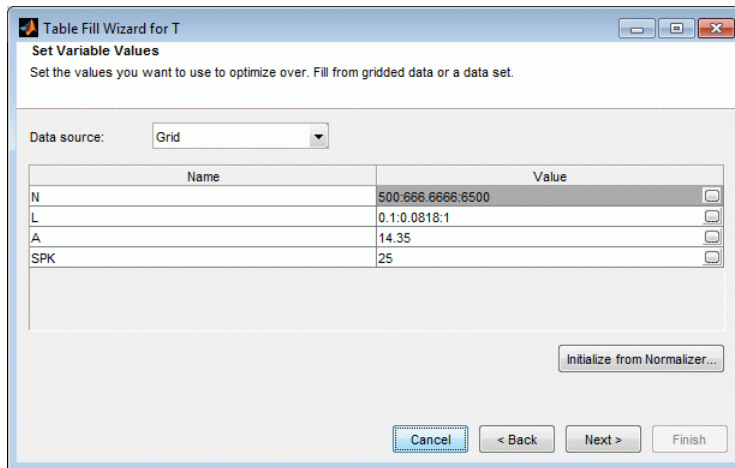 Table Fill Wizard for T
Set Variable Values
Set the values you want to use to optimize over. Fill from gridded data or a data set.
Data source: Grid
Name Value
N 500:666.6666:6500
L 0.1:0.0818:1
A 14.35
SPK 25
Initialize from Normalizer...
Cancel < Back Next > Finish